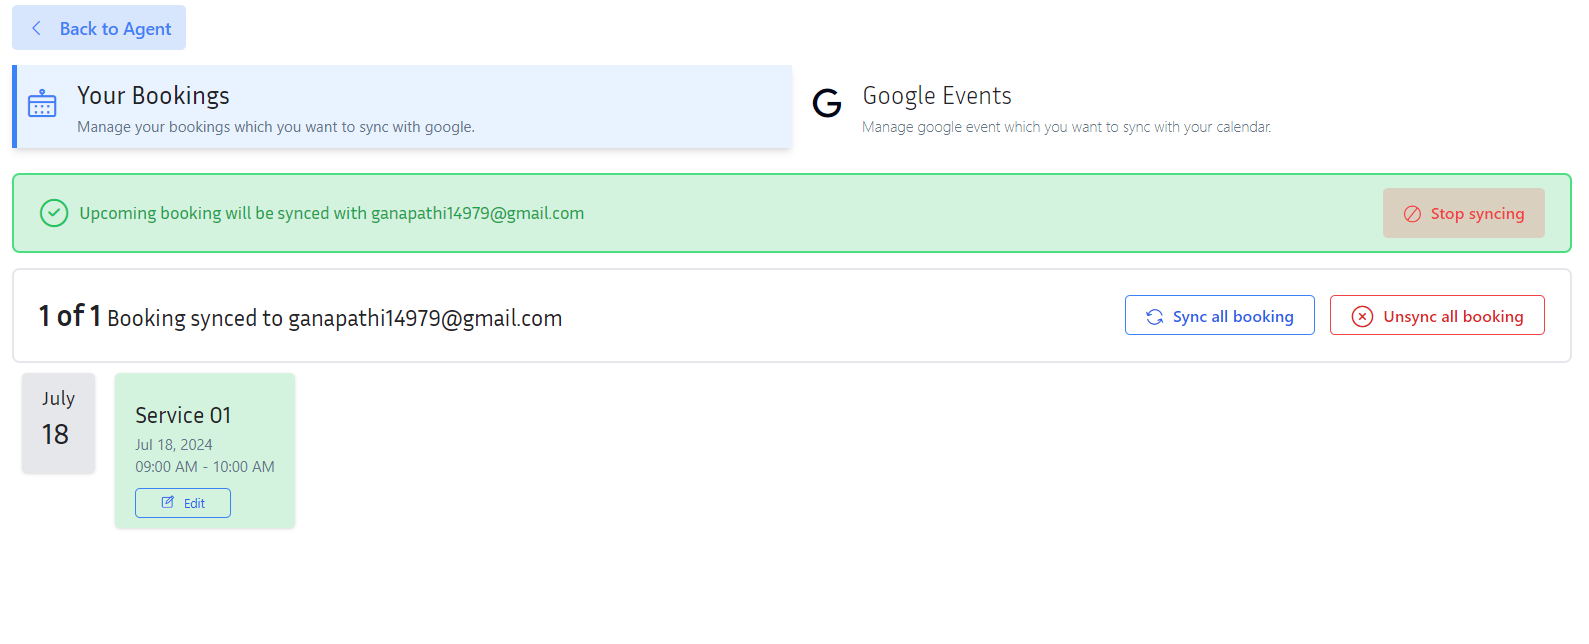 Back to Agent
Your Bookings
Manage your bookings which you want to sync with google.
Google Events
Manage google event which you want to sync with your calendar.
Upcoming booking will be synced with ganapathi14979@gmail.com
Stop syncing
1 of 1 Booking synced to ganapathi14979@gmail.com
Sync all booking
Unsync all booking
July
18
Service 01
Jul 18, 2024
09:00 AM - 10:00 AM
Edit